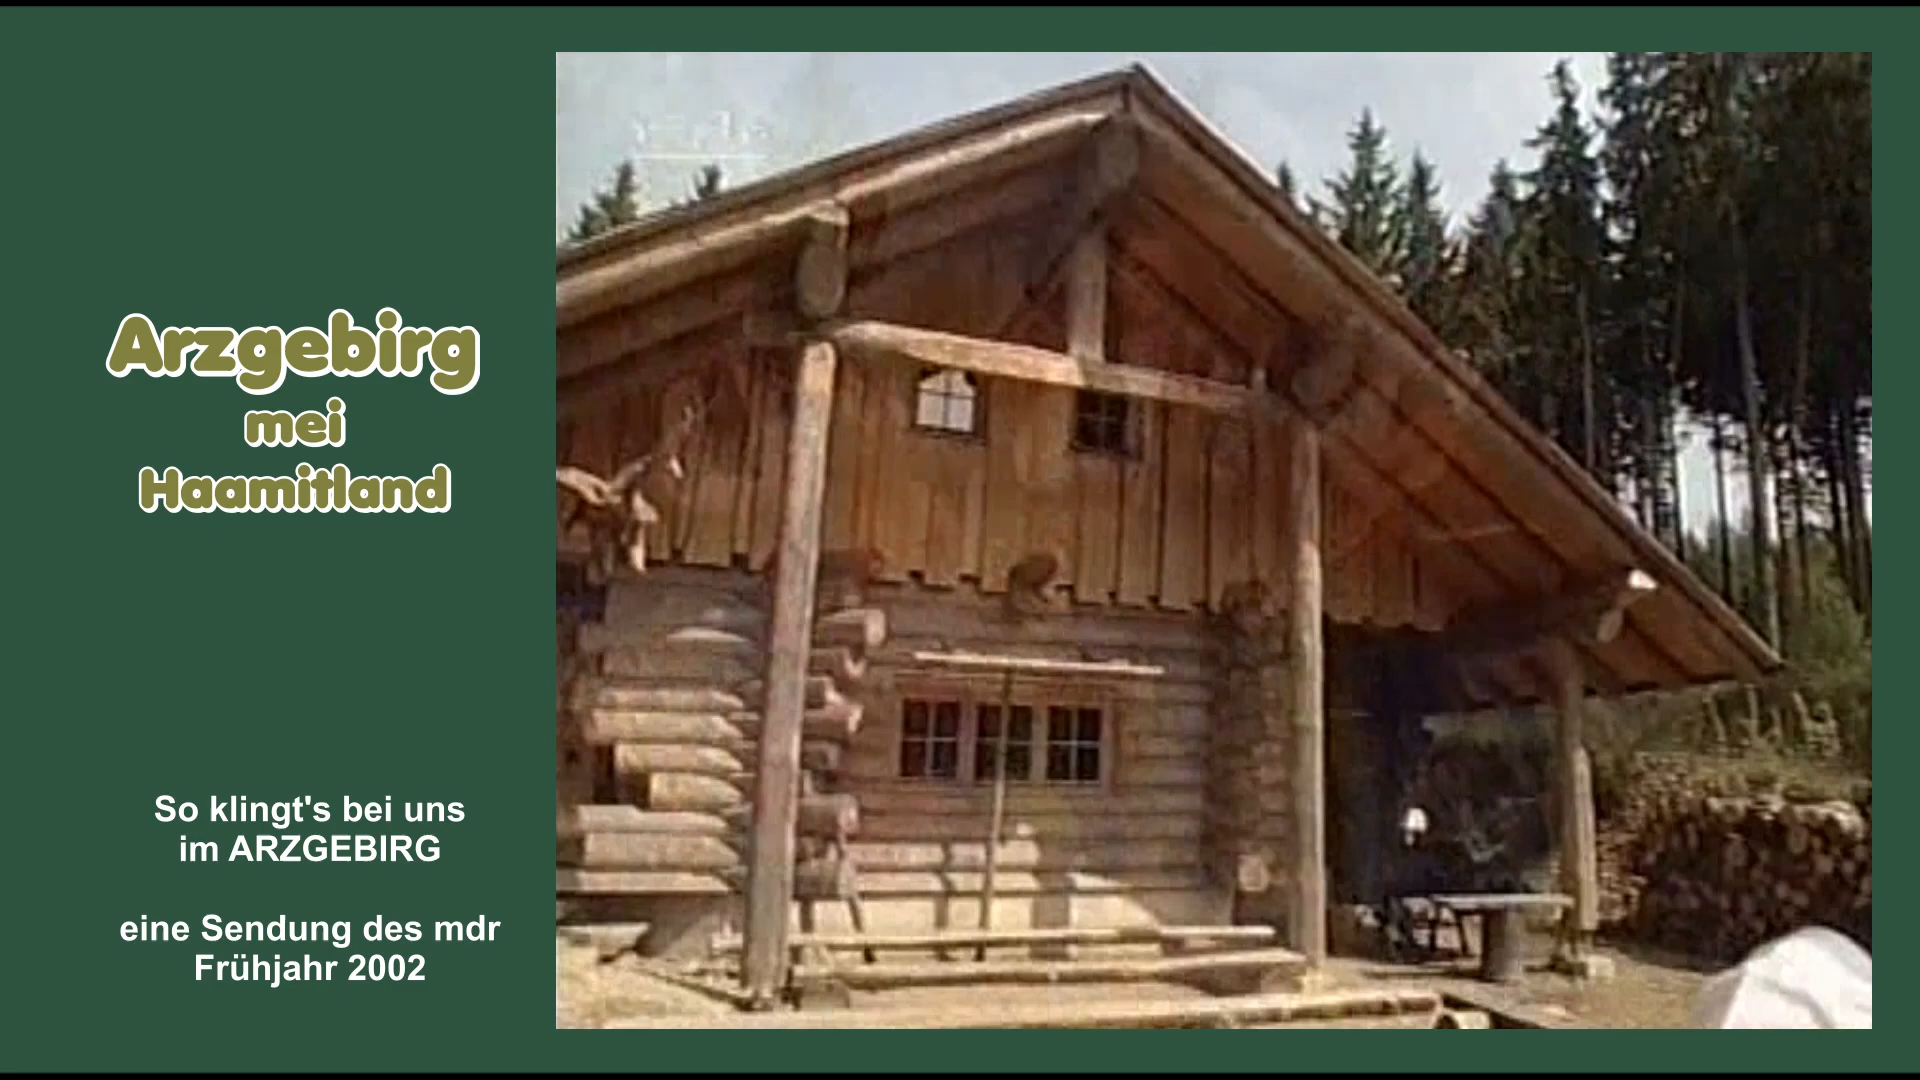 Arzgebirg
mei
Haamitland
So klingt's bei uns
im ARZGEBIRG
eine Sendung des mdr
Frühjahr 2002